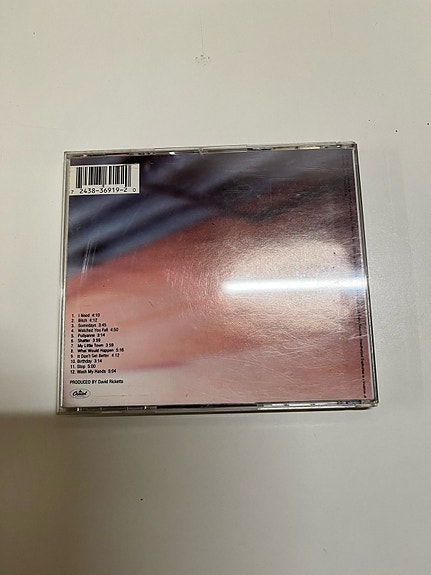 7 2438-36919-2 0
1. I Need 4:10
2. Bitch 4:12
3. Somedays 3:45
4. Watched You Fall 4:50
5. Pollyanne 3:14
6. Shatter 3:59
7. My Little Town 3:59
8. What Would Happen 5:16
9. It Don't Get Better 4:12
10. Birthday 3:14
11. Stop 5:00
12. Wash My Hands 5:04
PRODUCED BY David Ricketts
Capitol